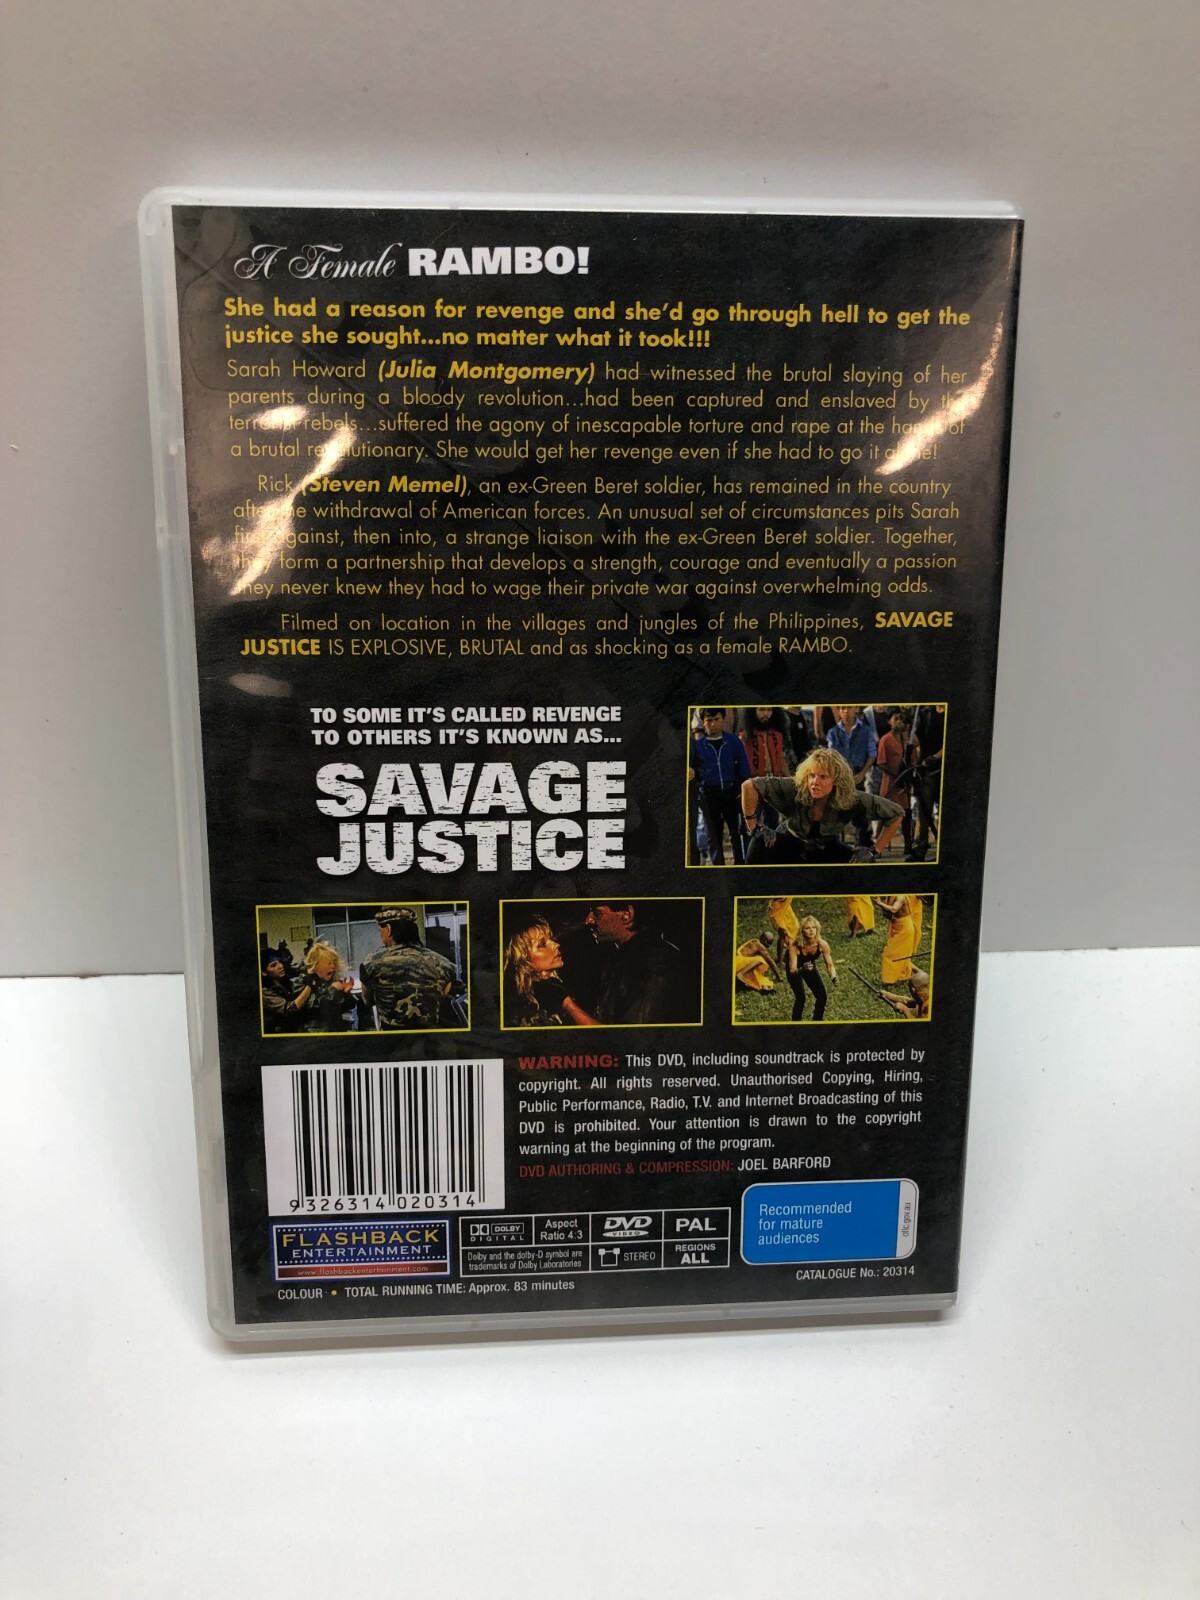 A Female RAMBO!
She had a reason for revenge and she'd go through hell to get the
justice she sought...no matter what it took!!!
Sarah Howard (Julia Montgomery) had witnessed the brutal slaying of her
parents during a bloody revolution...had been captured and enslaved by the
rebels...suffered the agony of inescapable torture and rape at the hands of
a brutal revolutionary. She would get her revenge even if she had to go it alone!
Rick (Steven Memel), an ex-Green Beret soldier, has remained in the country
after the withdrawal of American forces. An unusual set of circumstances pits Sarah
first against, then into, a strange liaison with the ex-Green Beret soldier. Together,
they form a partnership that develops a strength, courage and eventually a passion
they never knew they had to wage their private war against overwhelming odds.
Filmed on location in the villages and jungles of the Philippines, SAVAGE
JUSTICE IS EXPLOSIVE, BRUTAL and as shocking as a female RAMBO.
TO SOME IT'S CALLED REVENGE
TO OTHERS IT'S KNOWN AS...
SAVAGE
JUSTICE
WARNING: This DVD, including soundtrack is protected by
copyright. All rights reserved. Unauthorised Copying, Hiring,
Public Performance, Radio, T.V. and Internet Broadcasting of this
DVD is prohibited. Your attention is drawn to the copyright
warning at the beginning of the program.
DVD AUTHORING & COMPRESSION: JOEL BARFORD
9 326314 020314
FLASHBACK
ENTERTAINMENT
www.flashbackentertainment.com
DOLBY
DIGITAL
Aspect
Ratio 4:3
DVD
VIDEO
PAL
Dolby and the dolby-D symbol are
trademarks of Dolby Laboratories
STEREO
REGIONS
ALL
Recommended
for mature
audiences
oflc.gov.au
COLOUR • TOTAL RUNNING TIME: Approx. 83 minutes
CATALOGUE No.: 20314